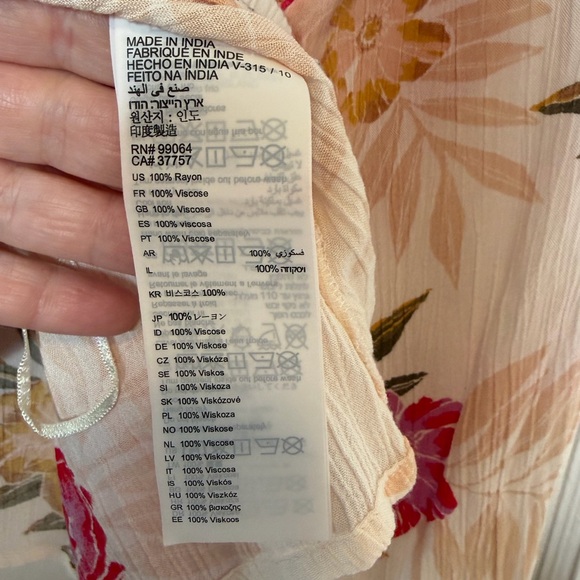 MADE IN INDIA
FABRIQUÉ EN INDE
HECHO EN INDIA V-315 / 10
FEITO NA ÍNDIA
صنع في الهند
ארץ הייצור: הודו
원산지 : 인도
印度製造
RN# 99064
CA# 37757
US 100% Rayon
FR 100% Viscose
GB 100% Viscose
ES 100% viscosa
PT 100% Viscose
AR 100% فسكوزي
IL 100% ויסקוזה
KR 비스코스 100%
JP 100% レーヨン
ID 100% Viscose
DE 100% Viskose
CZ 100% Viskóza
SE 100% Viskos
SI 100% Viskoza
SK 100% Viskózové
PL 100% Wiskoza
NO 100% Viskose
NL 100% Viscose
LV 100% Viskoze
IT 100% Viscosa
IS 100% Viskós
HU 100% Viszkóz
GR 100% βισκοζης
EE 100% Viskoos